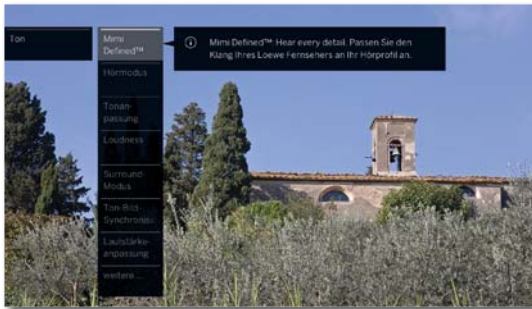 Ton
Mimi
Defined™
Mimi Defined™: Hear every detail. Passen Sie den
Klang Ihres Loewe Fernsehers an Ihr Hörprofil an.
Hörmodus
Tonan-
passung
Loudness
Surround-
Modus
Ton-Bild-
Synchronisa
Lautstärke-
anpassung
weitere ...